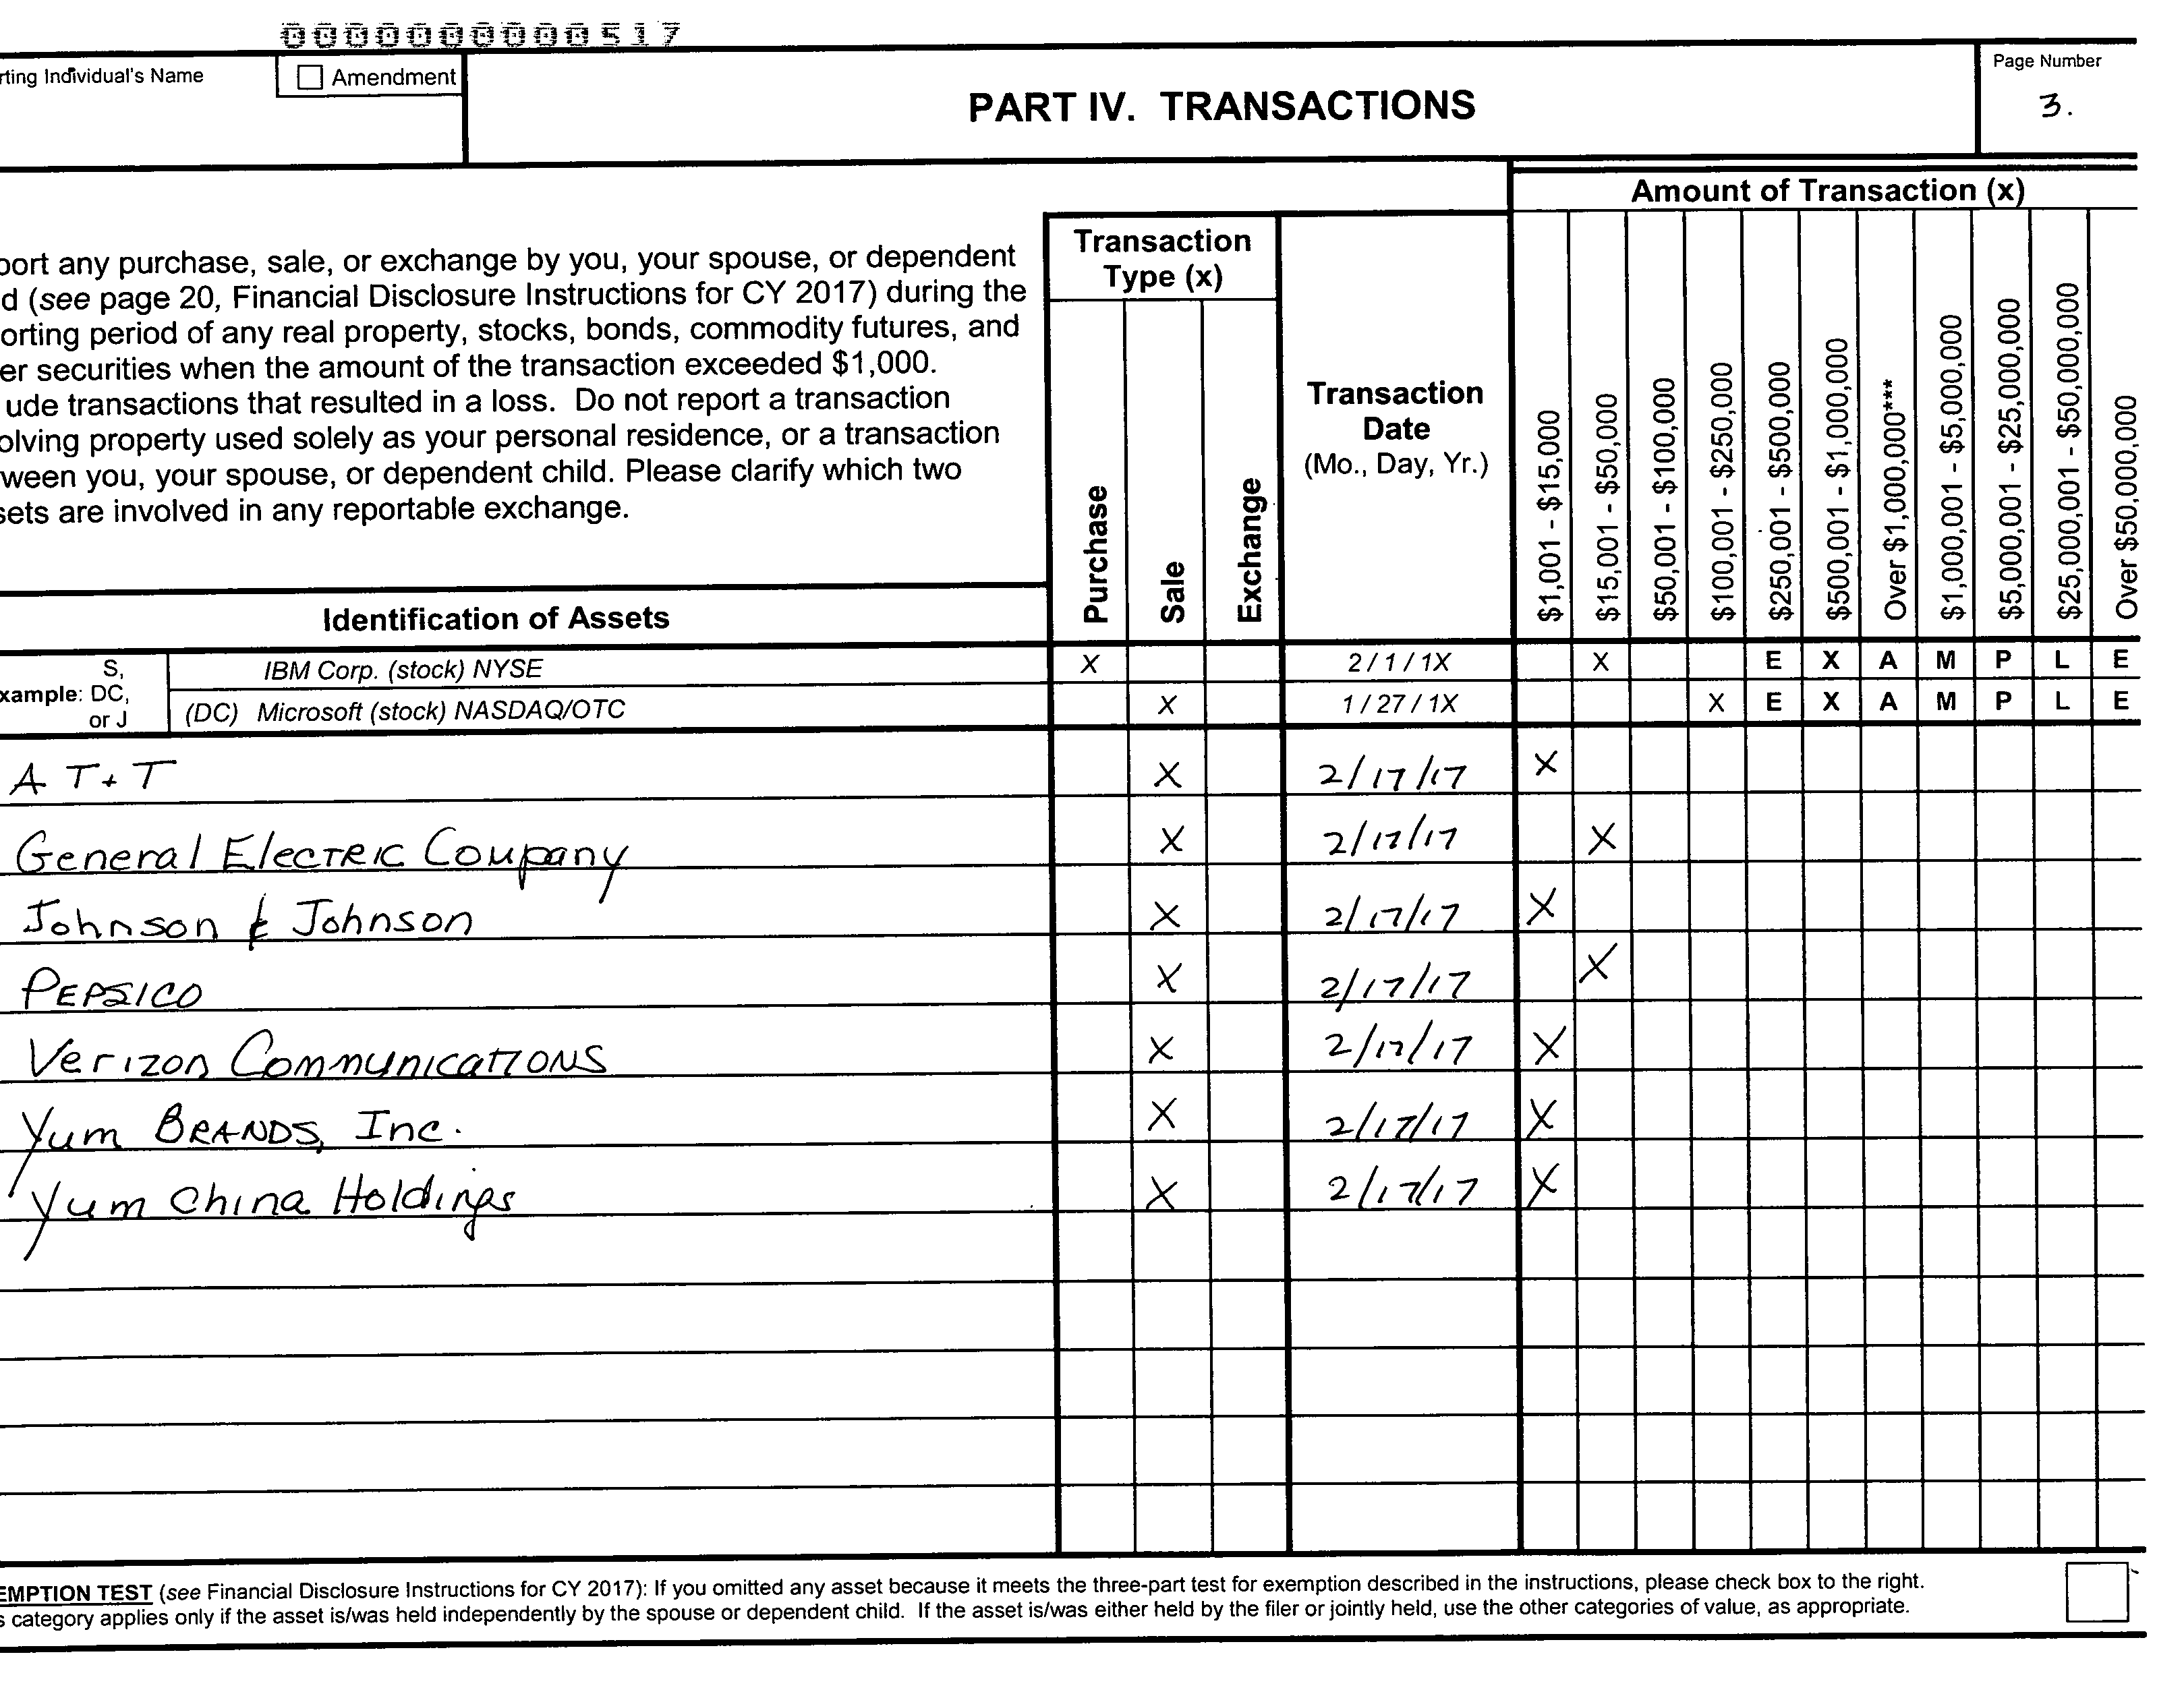 0000000000517
rting Individual's Name
Amendment
PART IV. TRANSACTIONS
Page Number
3.
Amount of Transaction (x)
port any purchase, sale, or exchange by you, your spouse, or dependent
d (see page 20, Financial Disclosure Instructions for CY 2017) during the
orting period of any real property, stocks, bonds, commodity futures, and
er securities when the amount of the transaction exceeded $1,000.
ude transactions that resulted in a loss. Do not report a transaction
olving property used solely as your personal residence, or a transaction
ween you, your spouse, or dependent child. Please clarify which two
sets are involved in any reportable exchange.
Transaction
Type (x)
Purchase
Sale
Exchange
Transaction
Date
(Mo., Day, Yr.)
$1,001 - $15,000
$15,001 - $50,000
$50,001 - $100,000
$100,001 - $250,000
$250,001 - $500,000
$500,001 - $1,000,000
Over $1,000,000***
$1,000,001 - $5,000,000
$5,000,001 - $25,000,000
$25,000,001 - $50,000,000
Over $50,000,000
Identification of Assets
xample:
S,
DC,
or J
IBM Corp. (stock) NYSE X 2 / 1 / 1X X E X A M P L E
(DC) Microsoft (stock) NASDAQ/OTC X 1 / 27 / 1X X E X A M P L E
A T+T X 2/17/17 X
General Electric Company X 2/17/17 X
Johnson & Johnson X 2/17/17 X
PEPSICO X 2/17/17 X
Verizon Communications X 2/17/17 X
Yum BRANDS, Inc. X 2/17/17 X
Yum China Holdings X 2/17/17 X
EMPTION TEST (see Financial Disclosure Instructions for CY 2017): If you omitted any asset because it meets the three-part test for exemption described in the instructions, please check box to the right.
s category applies only if the asset is/was held independently by the spouse or dependent child. If the asset is/was either held by the filer or jointly held, use the other categories of value, as appropriate.